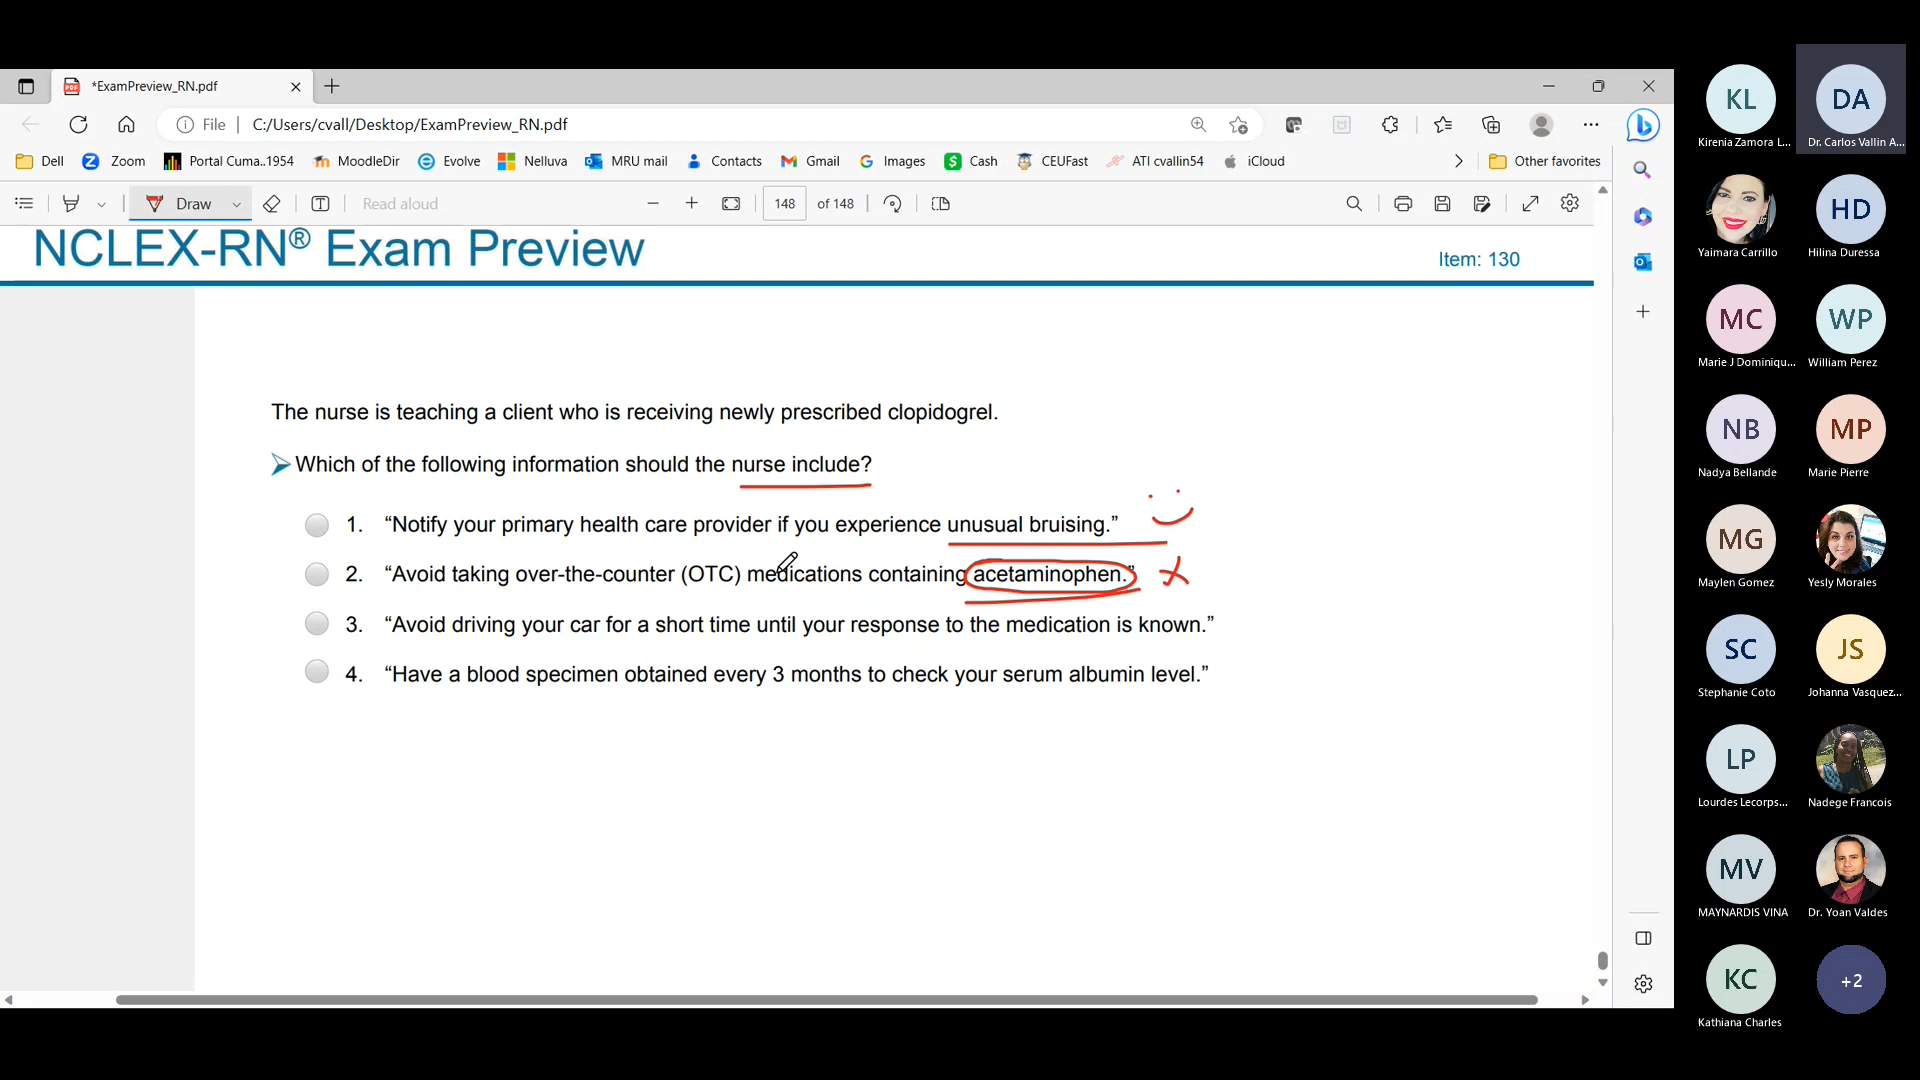 *ExamPreview_RN.pdf
File
C:/Users/cvall/Desktop/ExamPreview_RN.pdf
Dell
Zoom
Portal Cuma..1954
MoodleDir
Evolve
Nelluva
MRU mail
Contacts
Gmail
Images
Cash
CEUFast
ATI cvallin54
iCloud
Other favorites
Draw
Read aloud
148
of 148
NCLEX-RN® Exam Preview
Item: 130
The nurse is teaching a client who is receiving newly prescribed clopidogrel.
Which of the following information should the nurse include?
1. “Notify your primary health care provider if you experience unusual bruising.”
2. “Avoid taking over-the-counter (OTC) medications containing acetaminophen.”
3. “Avoid driving your car for a short time until your response to the medication is known.”
4. “Have a blood specimen obtained every 3 months to check your serum albumin level.”
KL
Kirenia Zamora L...
DA
Dr. Carlos Vallin A...
Yaimara Carrillo
HD
Hilina Duressa
MC
Marie J Dominiqu...
WP
William Perez
NB
Nadya Bellande
MP
Marie Pierre
MG
Maylen Gomez
Yesly Morales
SC
Stephanie Coto
JS
Johanna Vasquez...
LP
Lourdes Lecorps...
Nadege Francois
MV
MAYNARDIS VINA
Dr. Yoan Valdes
KC
Kathiana Charles
+2